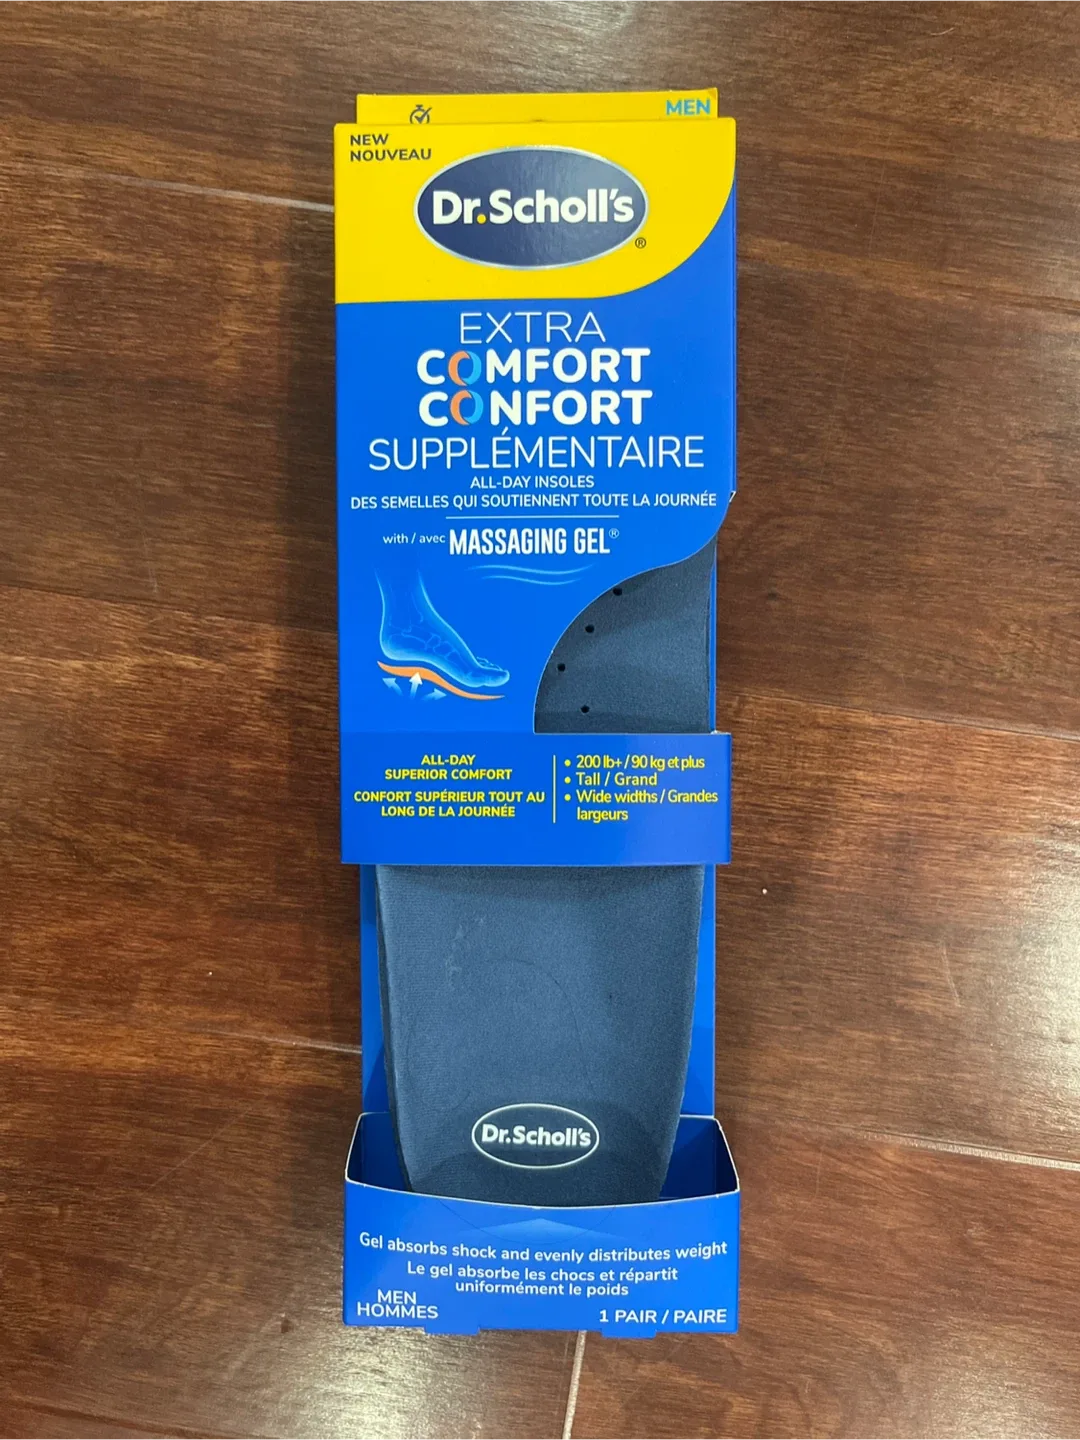 MEN
NEW
NOUVEAU
Dr.Scholl's®
EXTRA
COMFORT
CONFORT
SUPPLÉMENTAIRE
ALL-DAY INSOLES
DES SEMELLES QUI SOUTIENNENT TOUTE LA JOURNÉE
with / avec MASSAGING GEL®
ALL-DAY
SUPERIOR COMFORT
CONFORT SUPÉRIEUR TOUT AU
LONG DE LA JOURNÉE
• 200 lb+ / 90 kg et plus
• Tall / Grand
• Wide widths / Grandes
largeurs
Dr.Scholl's
Gel absorbs shock and evenly distributes weight
Le gel absorbe les chocs et répartit
uniformément le poids
MEN
HOMMES
1 PAIR / PAIRE